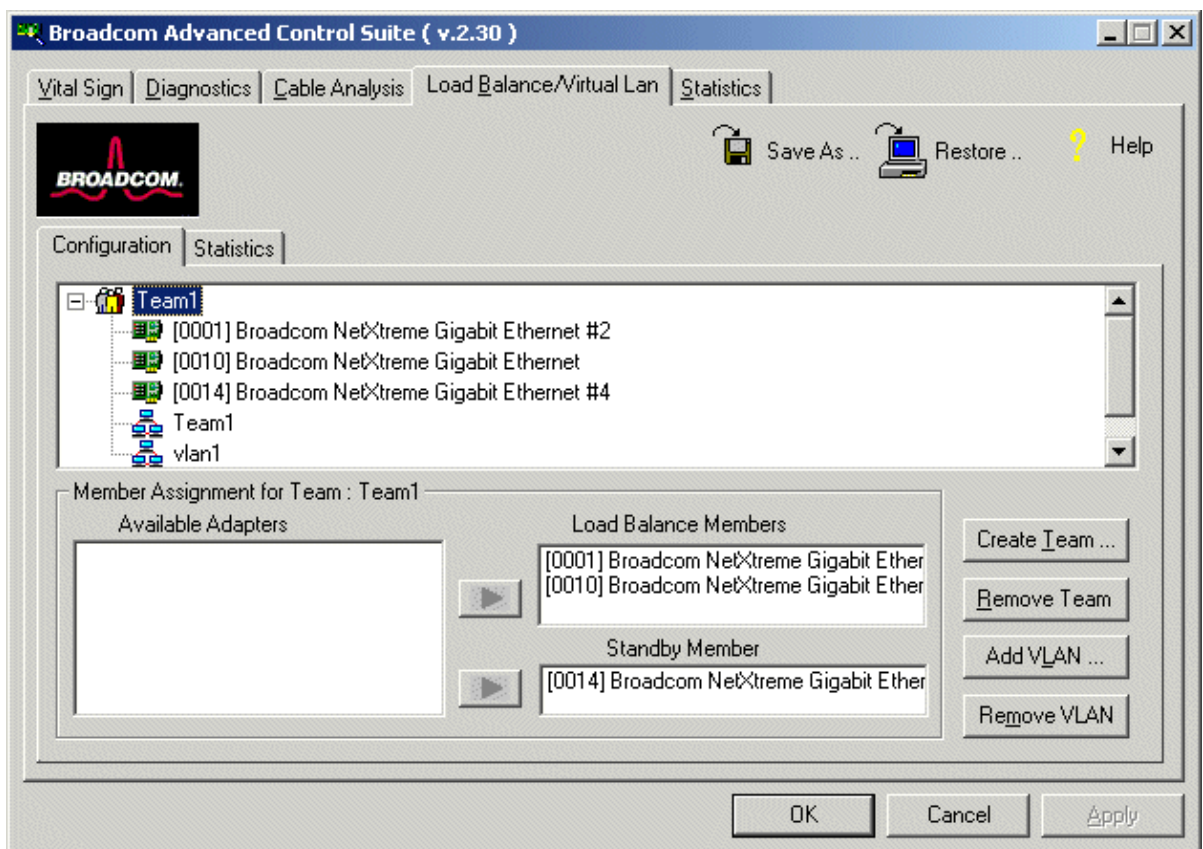 Broadcom Advanced Control Suite ( v.2.30 )
Vital Sign Diagnostics Cable Analysis Load Balance/Virtual Lan Statistics
BROADCOM.
Save As .. Restore .. ? Help
Configuration Statistics
Team1
[0001] Broadcom NetXtreme Gigabit Ethernet #2
[0010] Broadcom NetXtreme Gigabit Ethernet
[0014] Broadcom NetXtreme Gigabit Ethernet #4
Team1
vlan1
Member Assignment for Team : Team1
Available Adapters
Load Balance Members
[0001] Broadcom NetXtreme Gigabit Ether
[0010] Broadcom NetXtreme Gigabit Ether
Standby Member
[0014] Broadcom NetXtreme Gigabit Ether
Create Team ...
Remove Team
Add VLAN ...
Remove VLAN
OK Cancel Apply